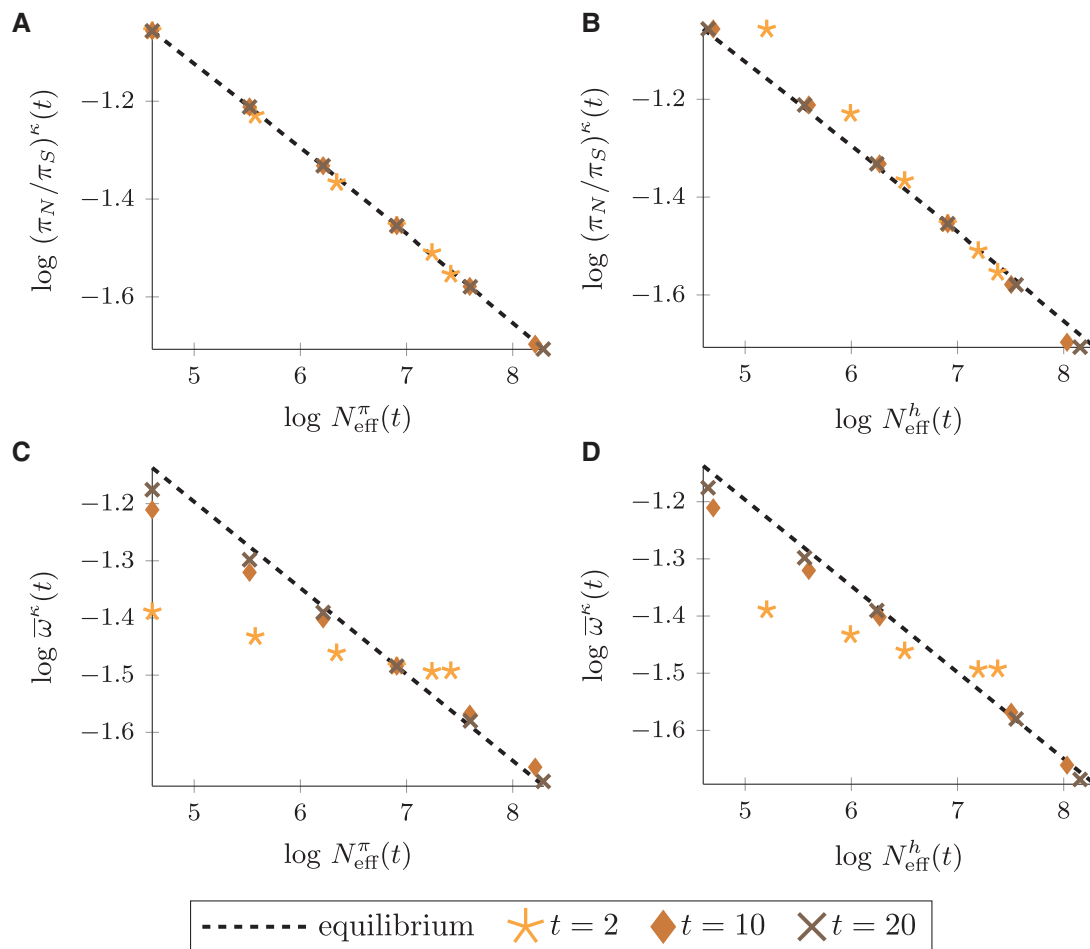 A
B
log (π_N/π_S)^κ(t)
−1.2
−1.4
−1.6
5 6 7 8
log N_eff^π(t)
log (π_N/π_S)^κ(t)
−1.2
−1.4
−1.6
5 6 7 8
log N_eff^h(t)
C
D
log ω̅^κ(t)
−1.2
−1.3
−1.4
−1.5
−1.6
5 6 7 8
log N_eff^π(t)
log ω̅^κ(t)
−1.2
−1.3
−1.4
−1.5
−1.6
5 6 7 8
log N_eff^h(t)
equilibrium t = 2 t = 10 t = 20